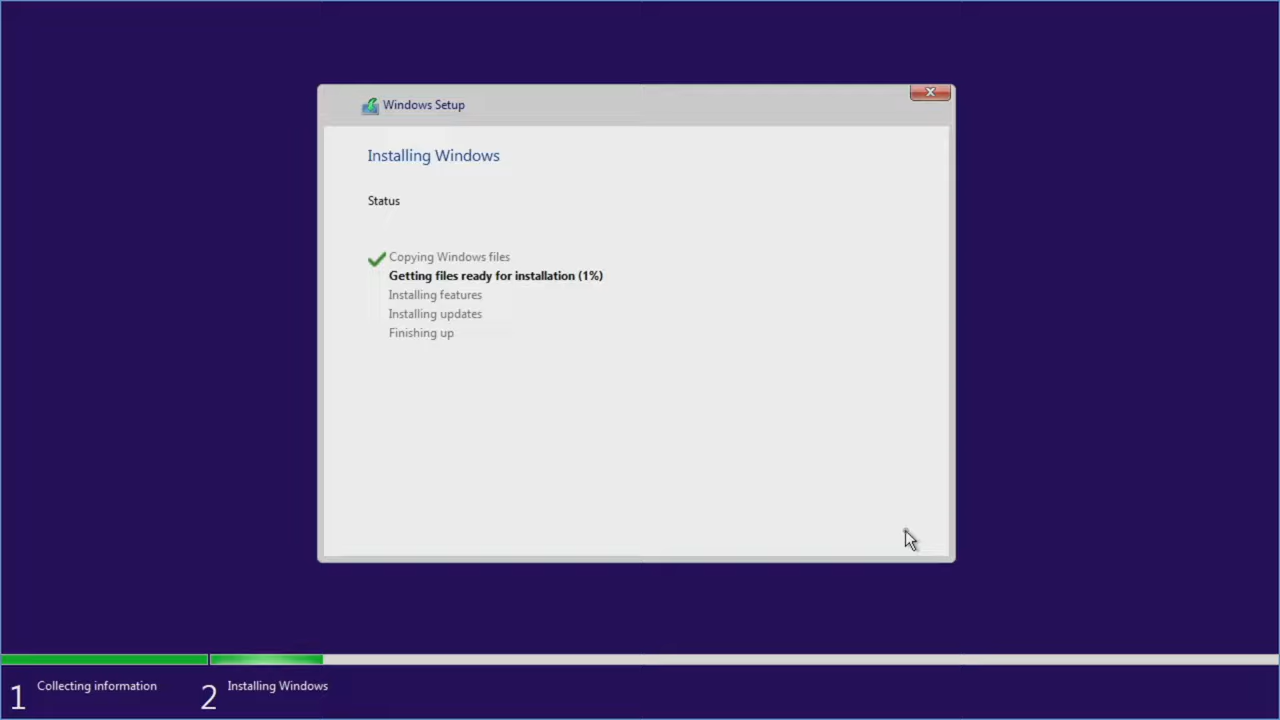 Windows Setup
Installing Windows
Status
Copying Windows files
Getting files ready for installation (1%)
Installing features
Installing updates
Finishing up
1 Collecting information
2 Installing Windows